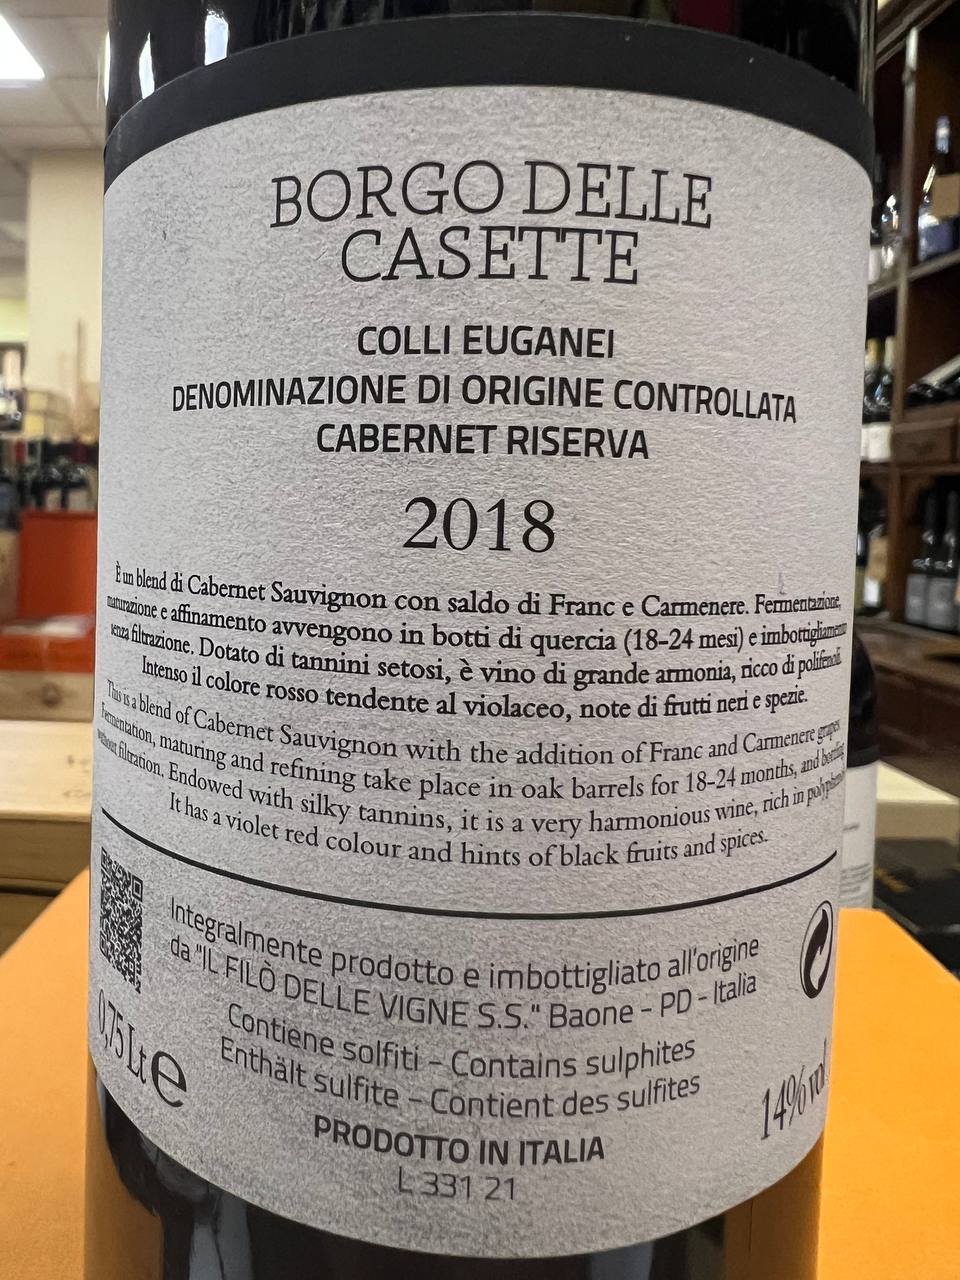 BORGO DELLE
CASETTE
COLLI EUGANEI
DENOMINAZIONE DI ORIGINE CONTROLLATA
CABERNET RISERVA
2018
È un blend di Cabernet Sauvignon con saldo di Franc e Carmenere. Fermentazione,
maturazione e affinamento avvengono in botti di quercia (18-24 mesi) e imbottigliamento
senza filtrazione. Dotato di tannini setosi, è vino di grande armonia, ricco di polifenoli.
Intenso il colore rosso tendente al violaceo, note di frutti neri e spezie.
This is a blend of Cabernet Sauvignon with the addition of Franc and Carmenere grapes.
Fermentation, maturing and refining take place in oak barrels for 18-24 months, and bottling
without filtration. Endowed with silky tannins, it is a very harmonious wine, rich in polyphenols.
It has a violet red colour and hints of black fruits and spices.
Integralmente prodotto e imbottigliato all'origine
da "IL FILÒ DELLE VIGNE S.S." Baone - PD - Italia
Contiene solfiti – Contains sulphites
Enthält sulfite – Contient des sulfites
0,75 Lt e
14% vol
PRODOTTO IN ITALIA
L 331 21